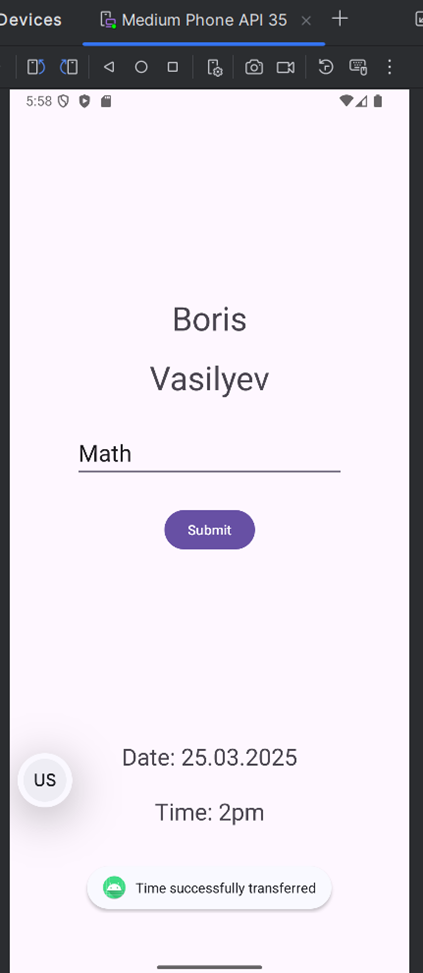 Devices
Medium Phone API 35
5:58
Boris
Vasilyev
Math
Submit
Date: 25.03.2025
US
Time: 2pm
Time successfully transferred